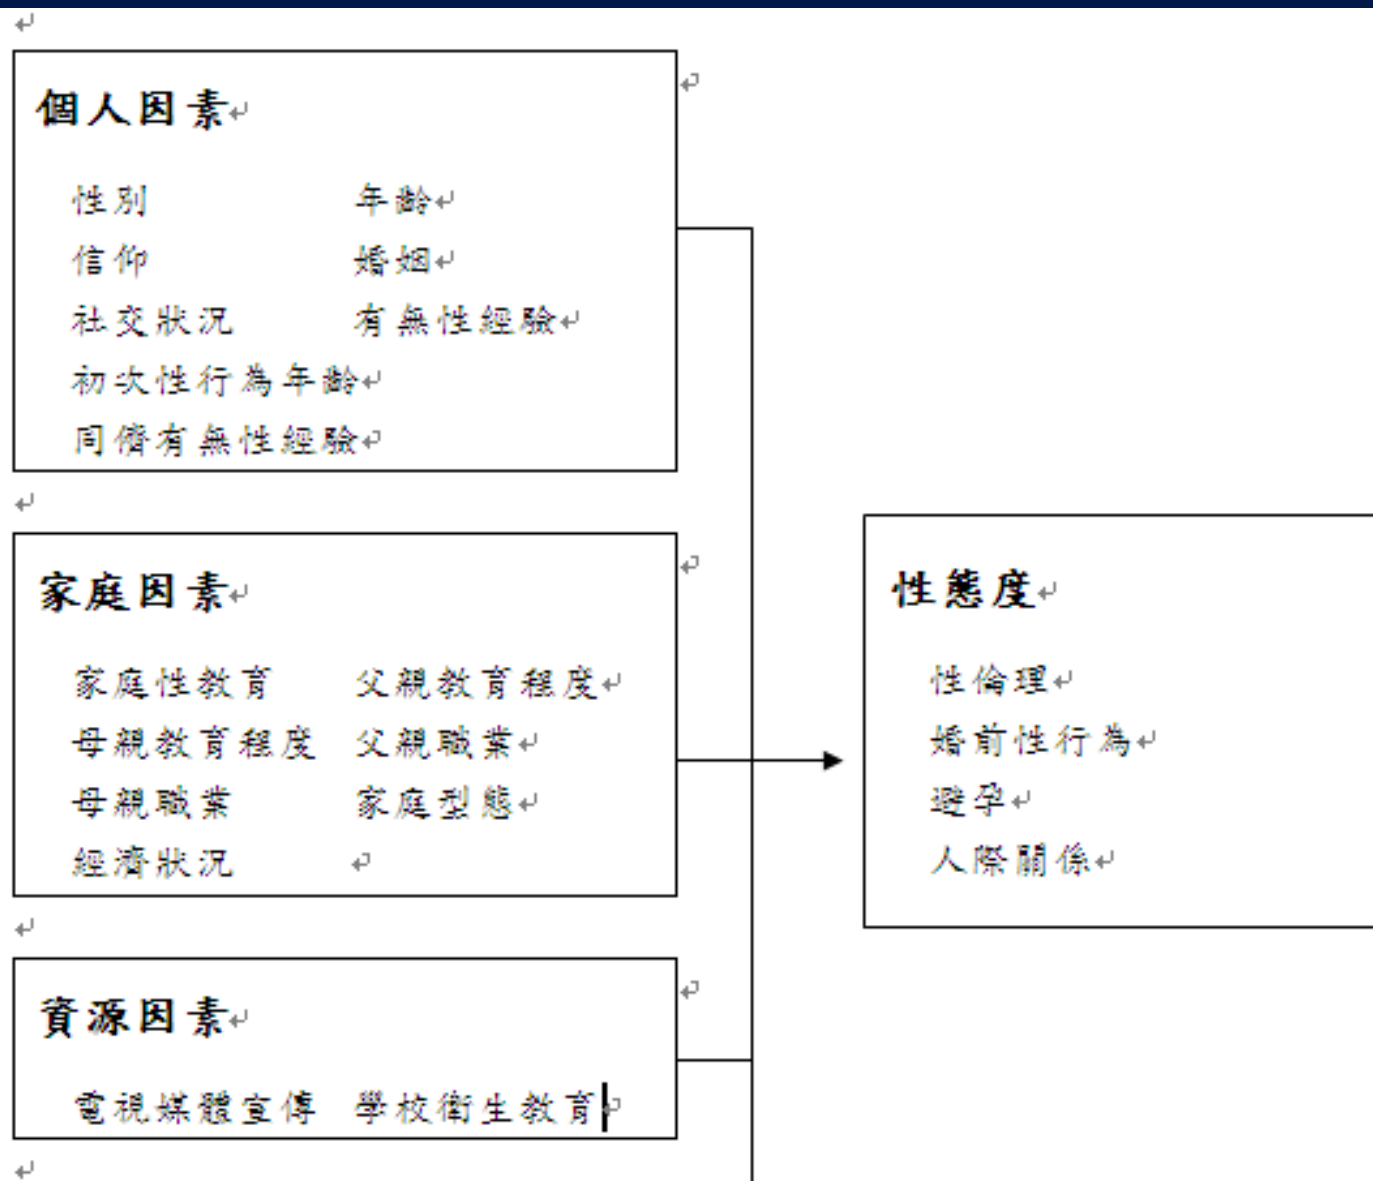 個人因素
性別 年齡
信仰 婚姻
社交狀況 有無性經驗
初次性行為年齡
同儕有無性經驗
家庭因素
家庭性教育 父親教育程度
母親教育程度 父親職業
母親職業 家庭型態
經濟狀況
資源因素
電視媒體宣傳 學校衛生教育
性態度
性倫理
婚前性行為
避孕
人際關係